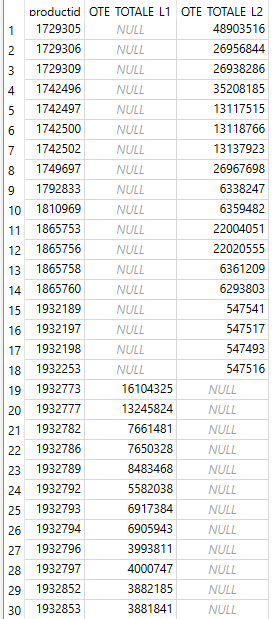 productid QTE_TOTALE_L1 QTE_TOTALE_L2
1 1729305 NULL 48903516
2 1729306 NULL 26956844
3 1729309 NULL 26938286
4 1742496 NULL 35208185
5 1742497 NULL 13117515
6 1742500 NULL 13118766
7 1742502 NULL 13137923
8 1749697 NULL 26967698
9 1792833 NULL 6338247
10 1810969 NULL 6359482
11 1865753 NULL 22004051
12 1865756 NULL 22020555
13 1865758 NULL 6361209
14 1865760 NULL 6293803
15 1932189 NULL 547541
16 1932197 NULL 547517
17 1932198 NULL 547493
18 1932253 NULL 547516
19 1932773 16104325 NULL
20 1932777 13245824 NULL
21 1932782 7661481 NULL
22 1932786 7650328 NULL
23 1932789 8483468 NULL
24 1932792 5582038 NULL
25 1932793 6917384 NULL
26 1932794 6905943 NULL
27 1932796 3993811 NULL
28 1932797 4000747 NULL
29 1932852 3882185 NULL
30 1932853 3881841 NULL